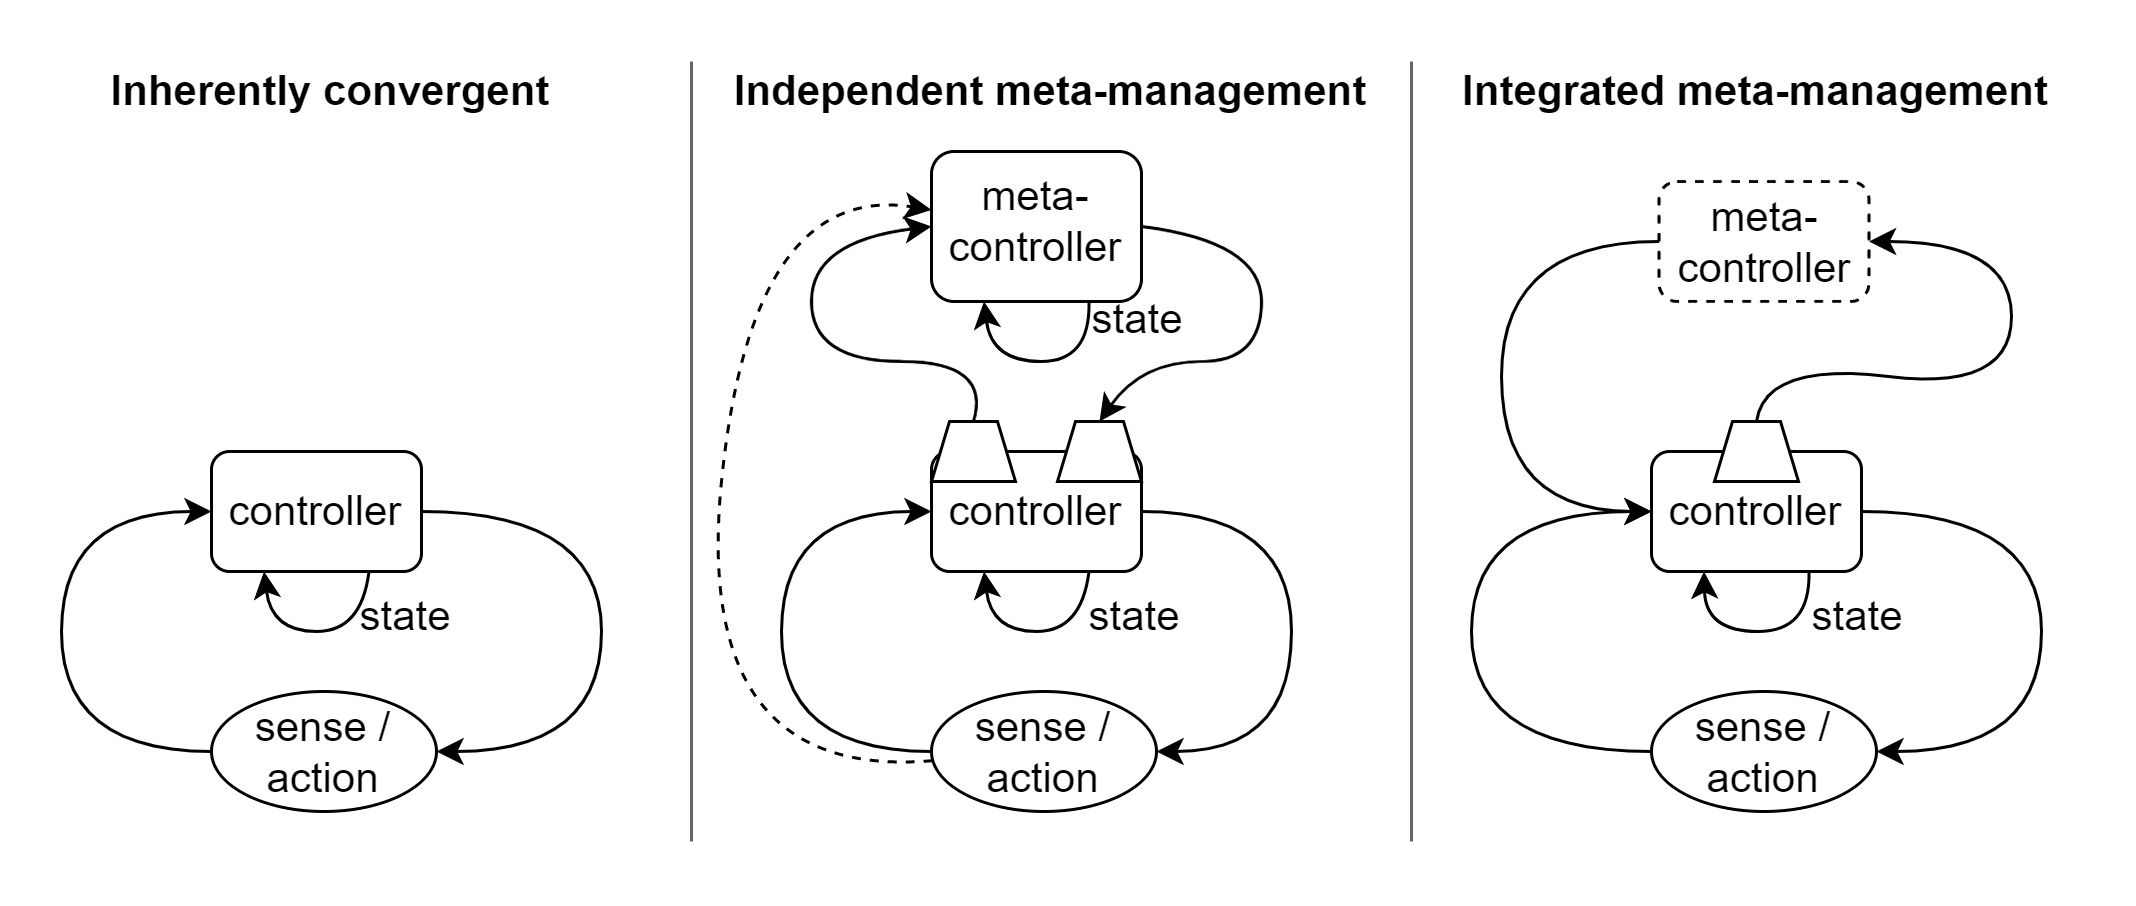 Inherently convergent
controller
state
sense /
action
Independent meta-management
meta-
controller
state
controller
state
sense /
action
Integrated meta-management
meta-
controller
controller
state
sense /
action